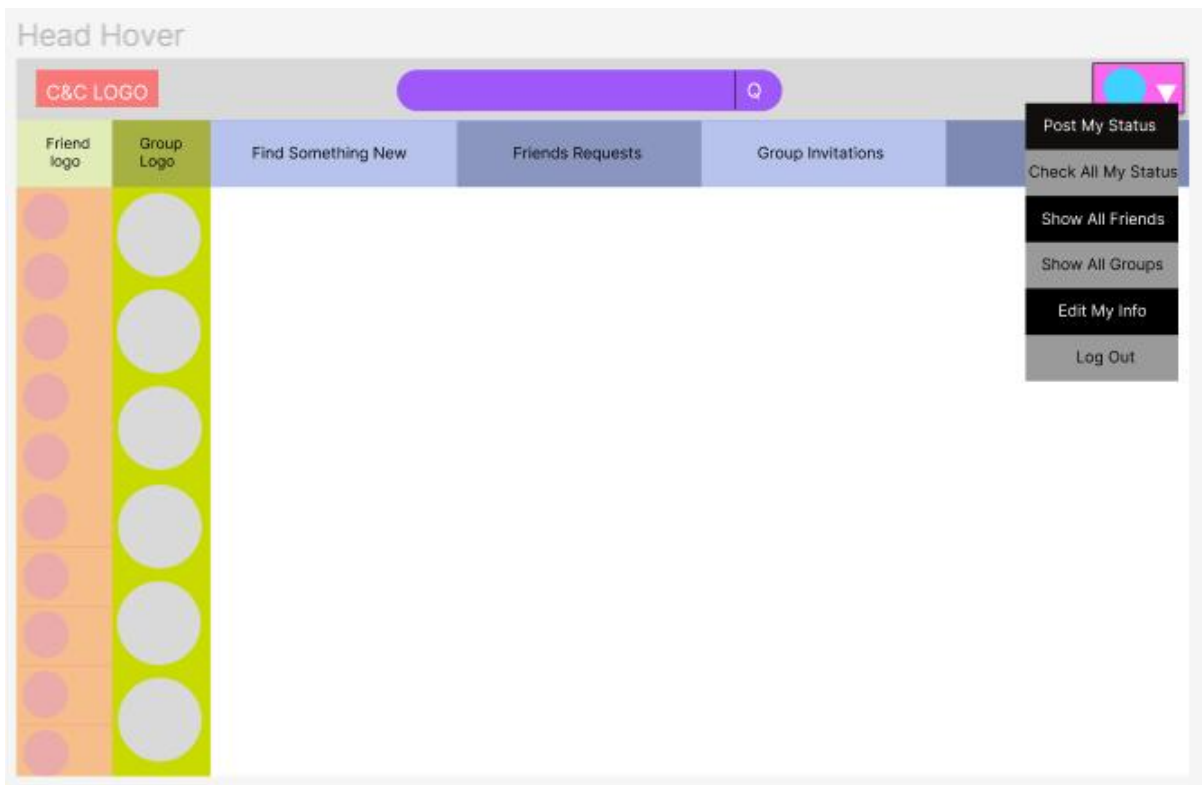 Head Hover
C&C LOGO
Q
Friend
logo
Group
Logo
Find Something New
Friends Requests
Group Invitations
Post My Status
Check All My Status
Show All Friends
Show All Groups
Edit My Info
Log Out